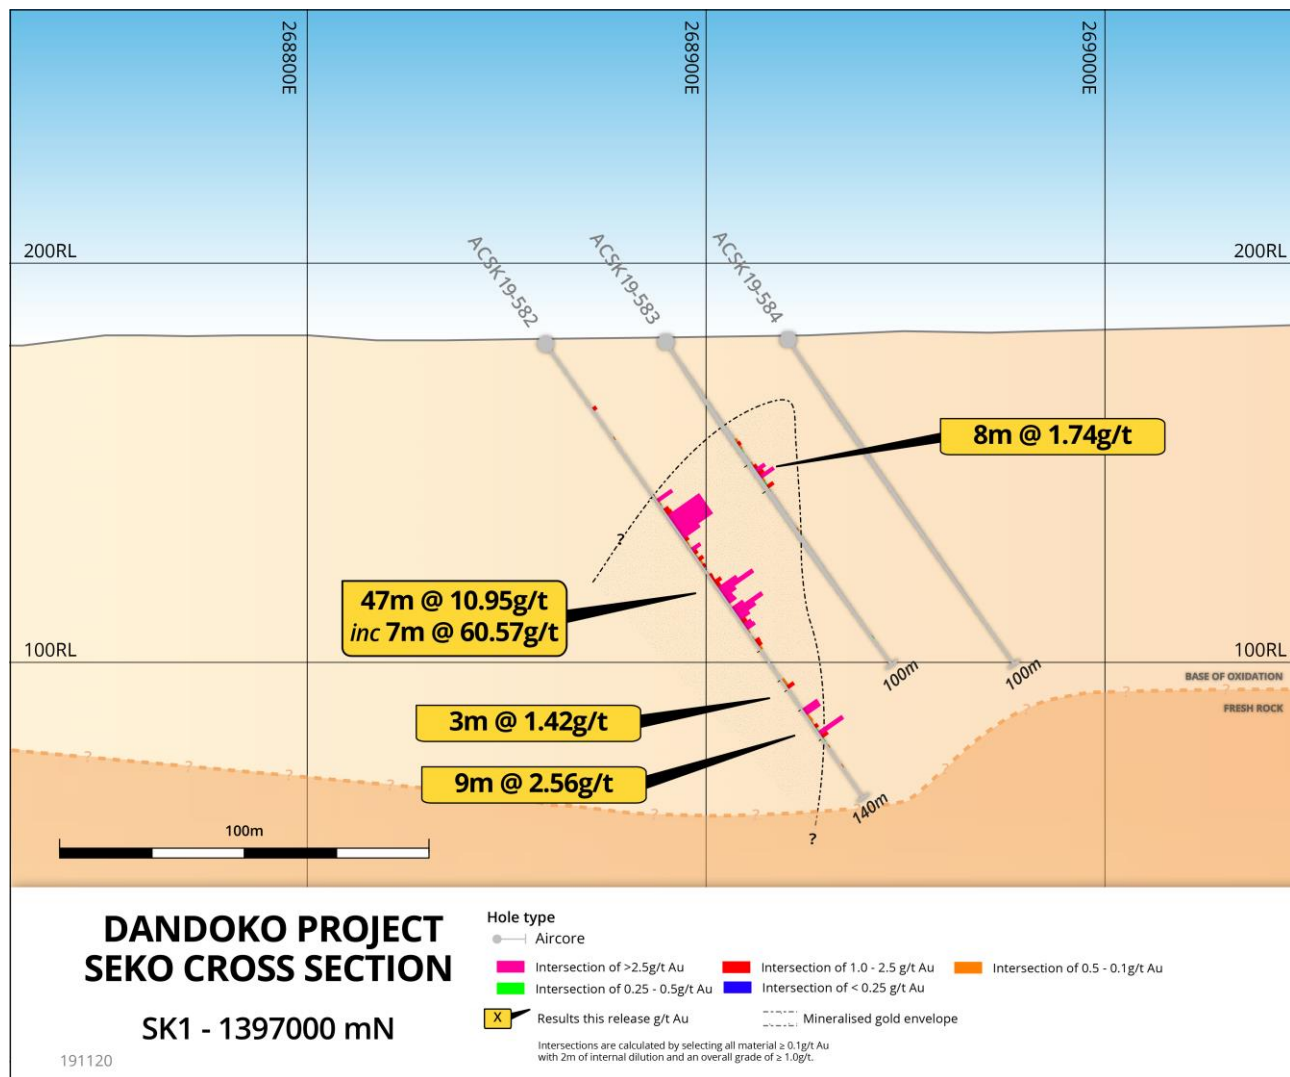 268800E
268900E
269000E
200RL
200RL
ACSK19-582
ACSK19-583
ACSK19-584
8m @ 1.74g/t
?
47m @ 10.95g/t
inc 7m @ 60.57g/t
100RL
100RL
100m
100m
BASE OF OXIDATION
FRESH ROCK
3m @ 1.42g/t
9m @ 2.56g/t
140m
?
100m
DANDOKO PROJECT
SEKO CROSS SECTION
SK1 - 1397000 mN
191120
Hole type
Aircore
Intersection of >2.5g/t Au
Intersection of 1.0 - 2.5 g/t Au
Intersection of 0.5 - 0.1g/t Au
Intersection of 0.25 - 0.5g/t Au
Intersection of < 0.25 g/t Au
X
Results this release g/t Au
Mineralised gold envelope
Intersections are calculated by selecting all material ≥ 0.1g/t Au
with 2m of internal dilution and an overall grade of ≥ 1.0g/t.